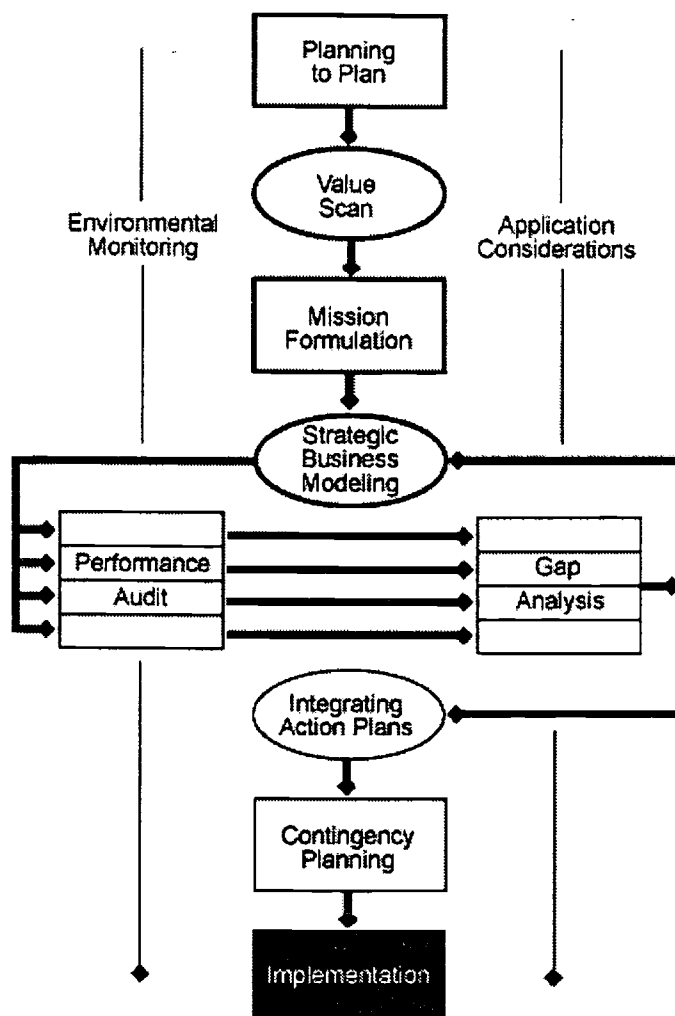 Planning
to Plan
Value
Scan
Environmental
Monitoring
Application
Considerations
Mission
Formulation
Strategic
Business
Modeling
Performance
Audit
Gap
Analysis
Integrating
Action Plans
Contingency
Planning
Implementation